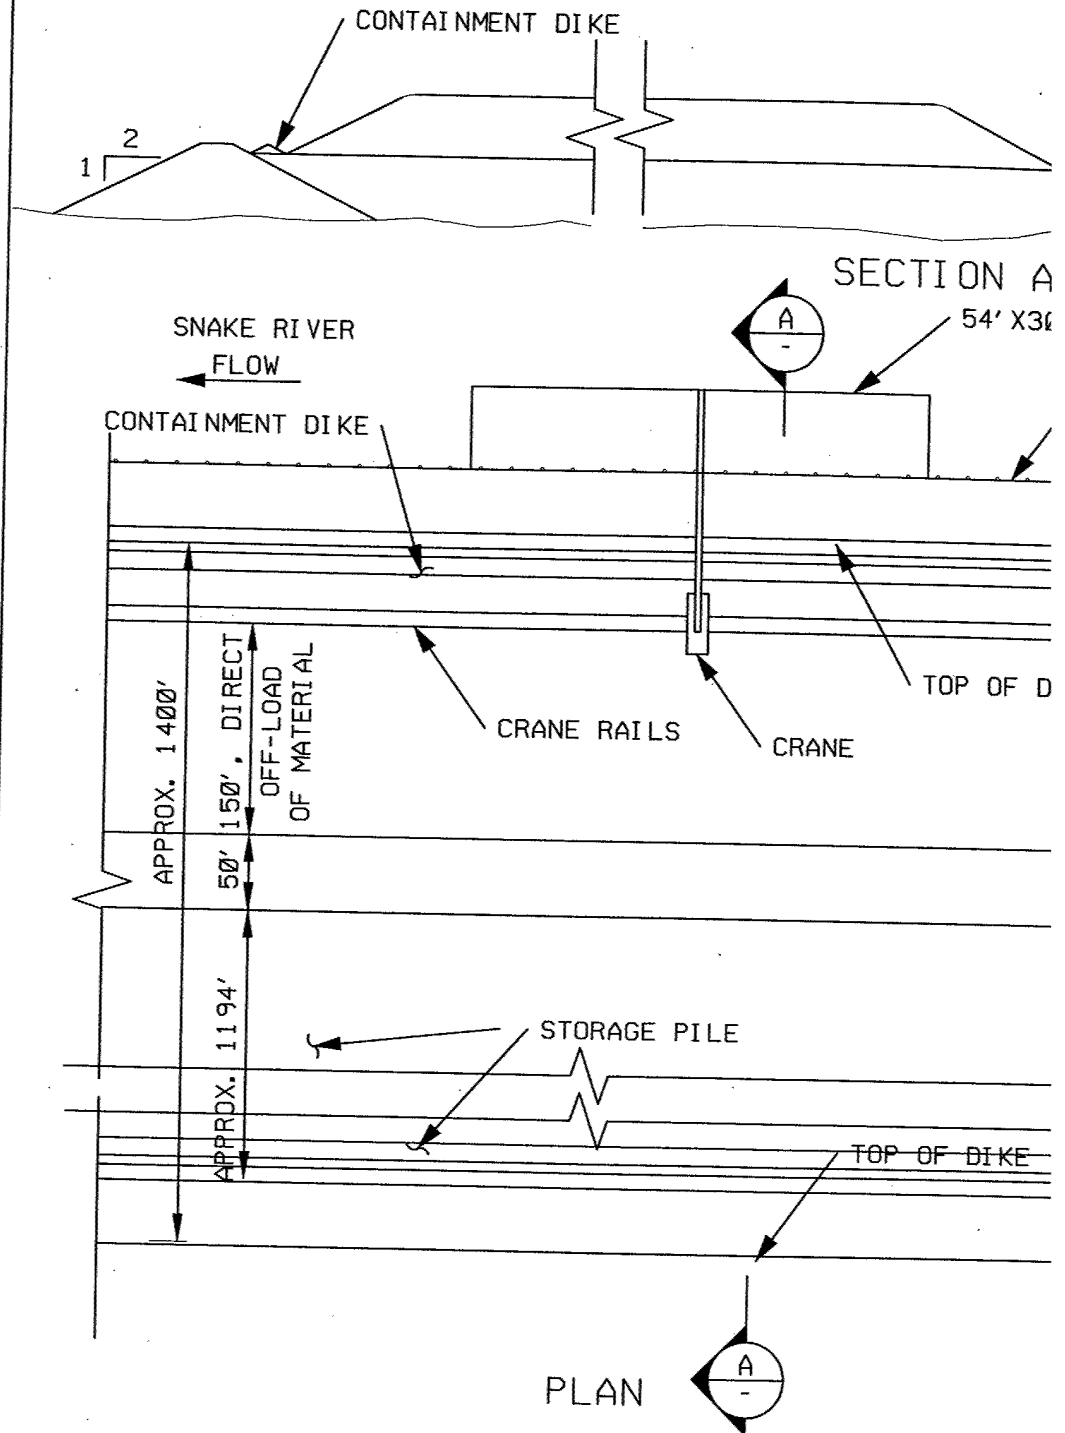 CONTAINMENT DIKE
2
1
SECTION A
A
-
54' X30
SNAKE RIVER
FLOW
CONTAINMENT DIKE
TOP OF D
CRANE RAILS
CRANE
APPROX. 1400'
50' 150', DIRECT
OFF-LOAD
OF MATERIAL
APPROX. 1194'
STORAGE PILE
TOP OF DIKE
PLAN
A
-